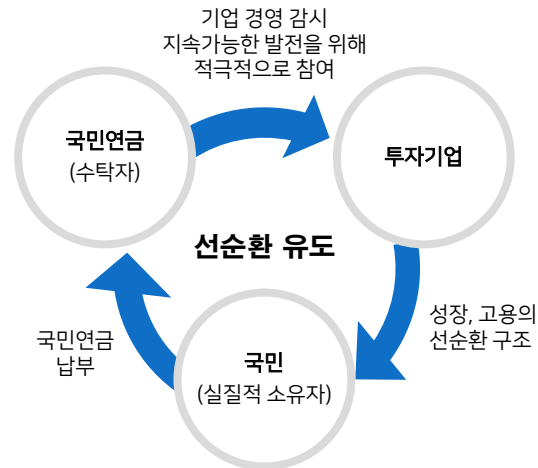 기업 경영 감시
지속가능한 발전을 위해
적극적으로 참여
국민연금
(수탁자)
투자기업
선순환 유도
성장, 고용의
선순환 구조
국민연금
납부
국민
(실질적 소유자)